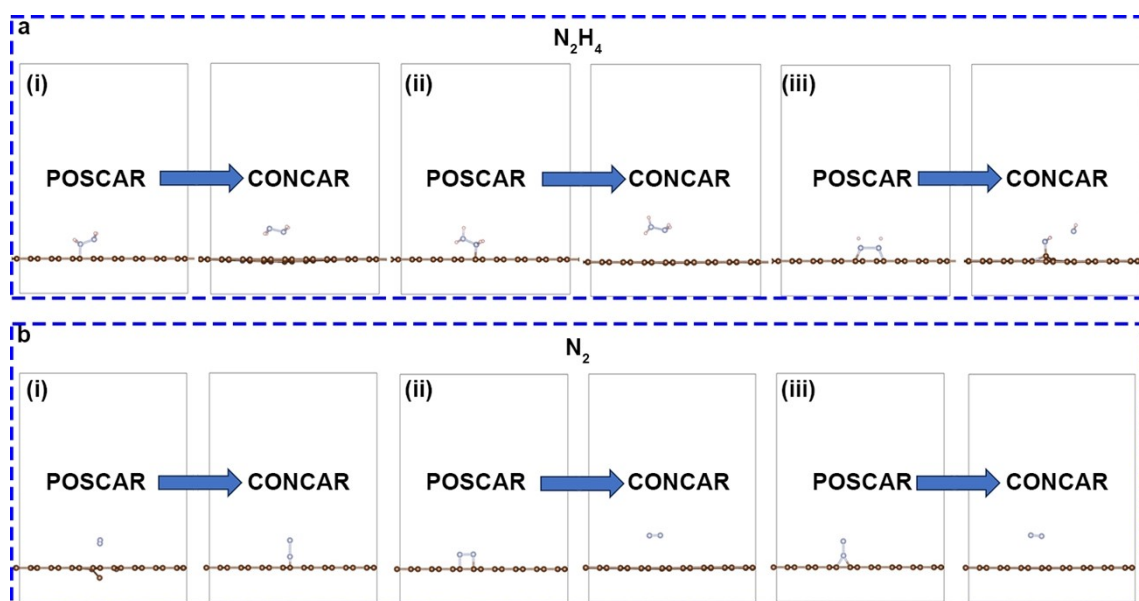 a
N₂H₄
(i) (ii) (iii)
POSCAR CONCAR POSCAR CONCAR POSCAR CONCAR
b
N₂
(i) (ii) (iii)
POSCAR CONCAR POSCAR CONCAR POSCAR CONCAR